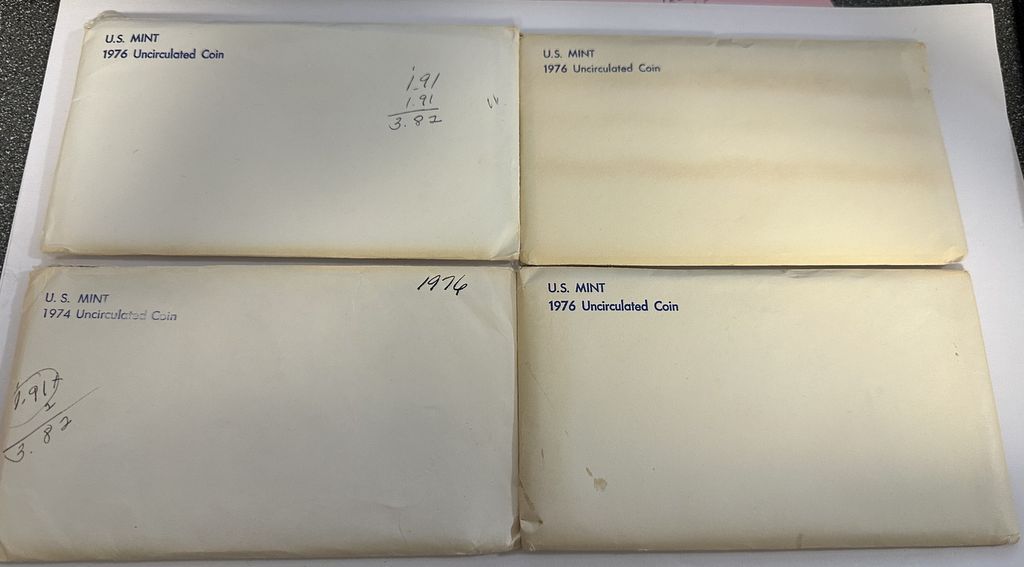 U.S. MINT
1976 Uncirculated Coin
1.91
1.91
3.82
U.S. MINT
1976 Uncirculated Coin
U. S. MINT
1974 Uncirculated Coin
1976
1.91
2
3.82
U.S. MINT
1976 Uncirculated Coin